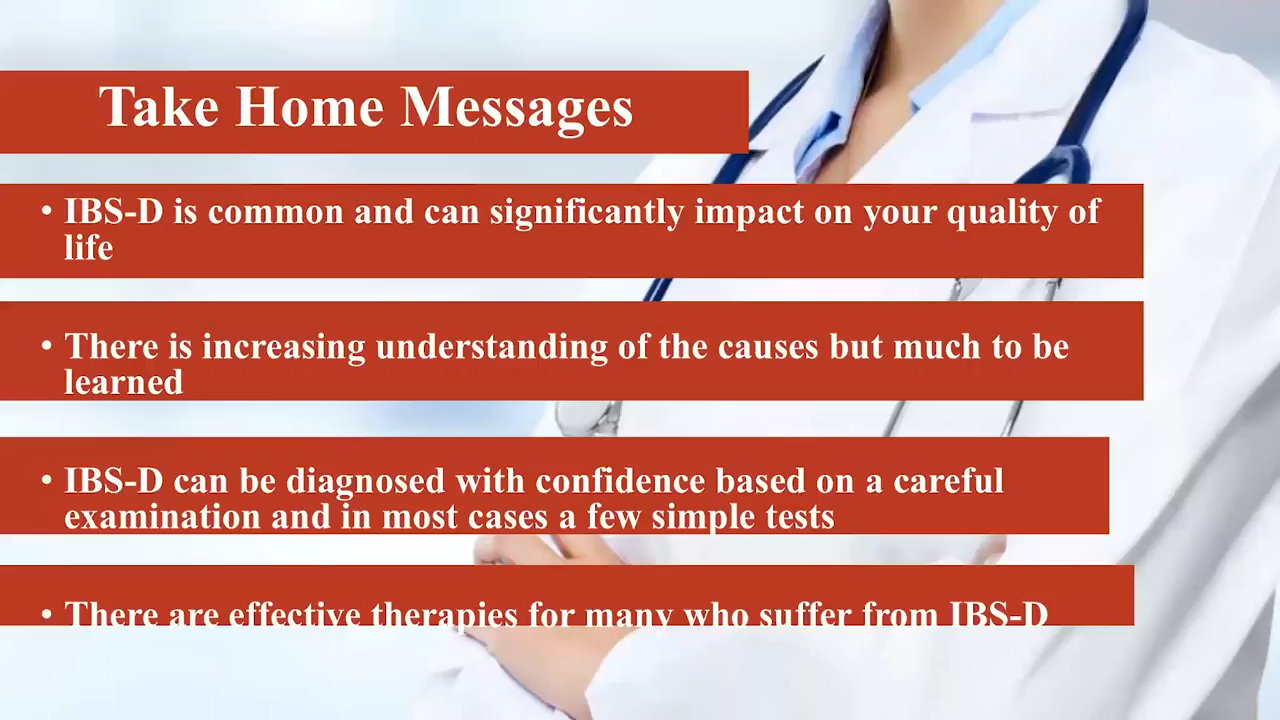 Take Home Messages
• IBS-D is common and can significantly impact on your quality of
life
• There is increasing understanding of the causes but much to be
learned
• IBS-D can be diagnosed with confidence based on a careful
examination and in most cases a few simple tests
• There are effective therapies for many who suffer from IBS-D